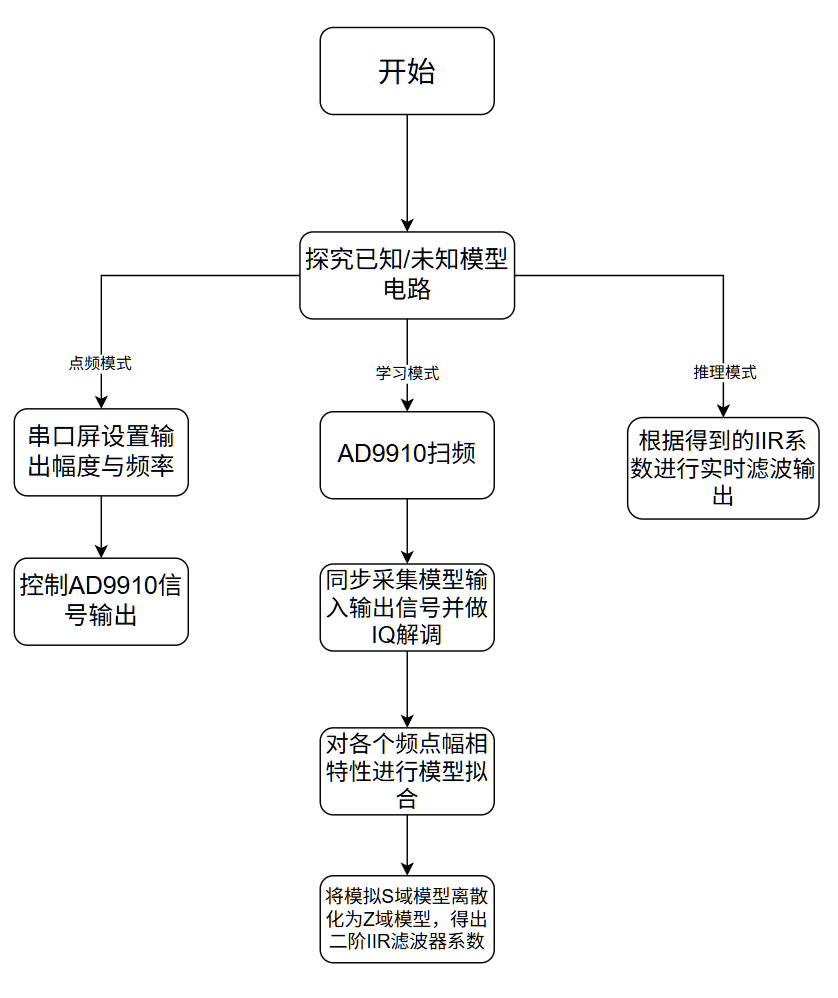 开始
探究已知/未知模型
电路
点频模式
学习模式
推理模式
串口屏设置输
出幅度与频率
AD9910扫频
根据得到的IIR系
数进行实时滤波输
出
控制AD9910信
号输出
同步采集模型输
入输出信号并做
IQ解调
对各个频点幅相
特性进行模型拟
合
将模拟S域模型离散
化为Z域模型，得出
二阶IIR滤波器系数